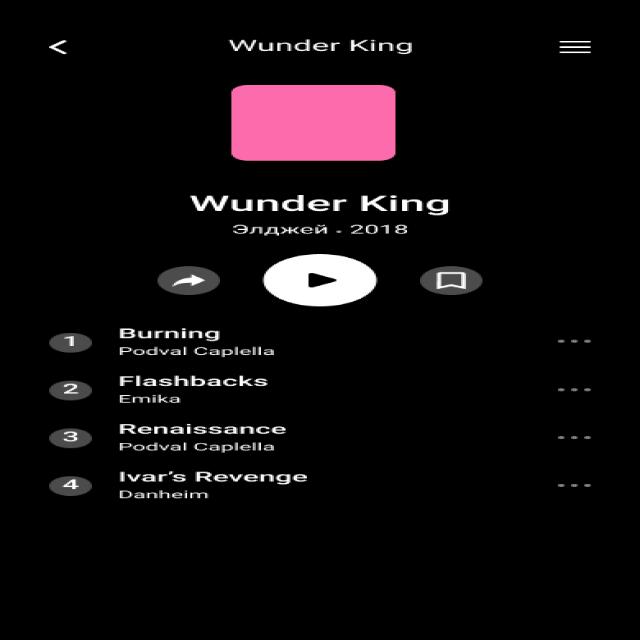 Wunder King
Wunder King
Элджей • 2018
1
Burning
Podval Caplella
2
Flashbacks
Emika
3
Renaissance
Podval Caplella
4
Ivar’s Revenge
Danheim